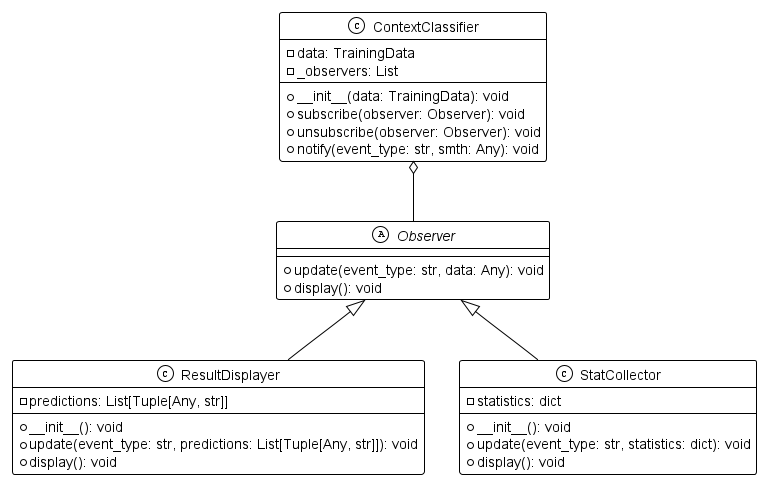 C ContextClassifier
data: TrainingData
_observers: List
__init__(data: TrainingData): void
subscribe(observer: Observer): void
unsubscribe(observer: Observer): void
notify(event_type: str, smth: Any): void
A Observer
update(event_type: str, data: Any): void
display(): void
C ResultDisplayer
predictions: List[Tuple[Any, str]]
__init__(): void
update(event_type: str, predictions: List[Tuple[Any, str]]): void
display(): void
C StatCollector
statistics: dict
__init__(): void
update(event_type: str, statistics: dict): void
display(): void